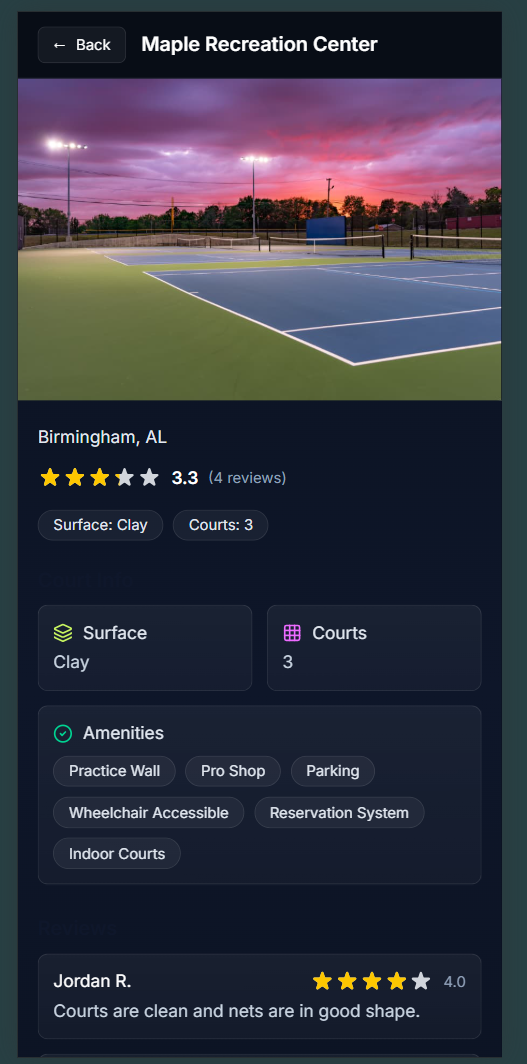 ← Back
Maple Recreation Center
Birmingham, AL
3.3 (4 reviews)
Surface: Clay
Courts: 3
Surface
Courts
Clay
3
Amenities
Practice Wall
Pro Shop
Parking
Wheelchair Accessible
Reservation System
Indoor Courts
Reviews
Jordan R.
4.0
Courts are clean and nets are in good shape.